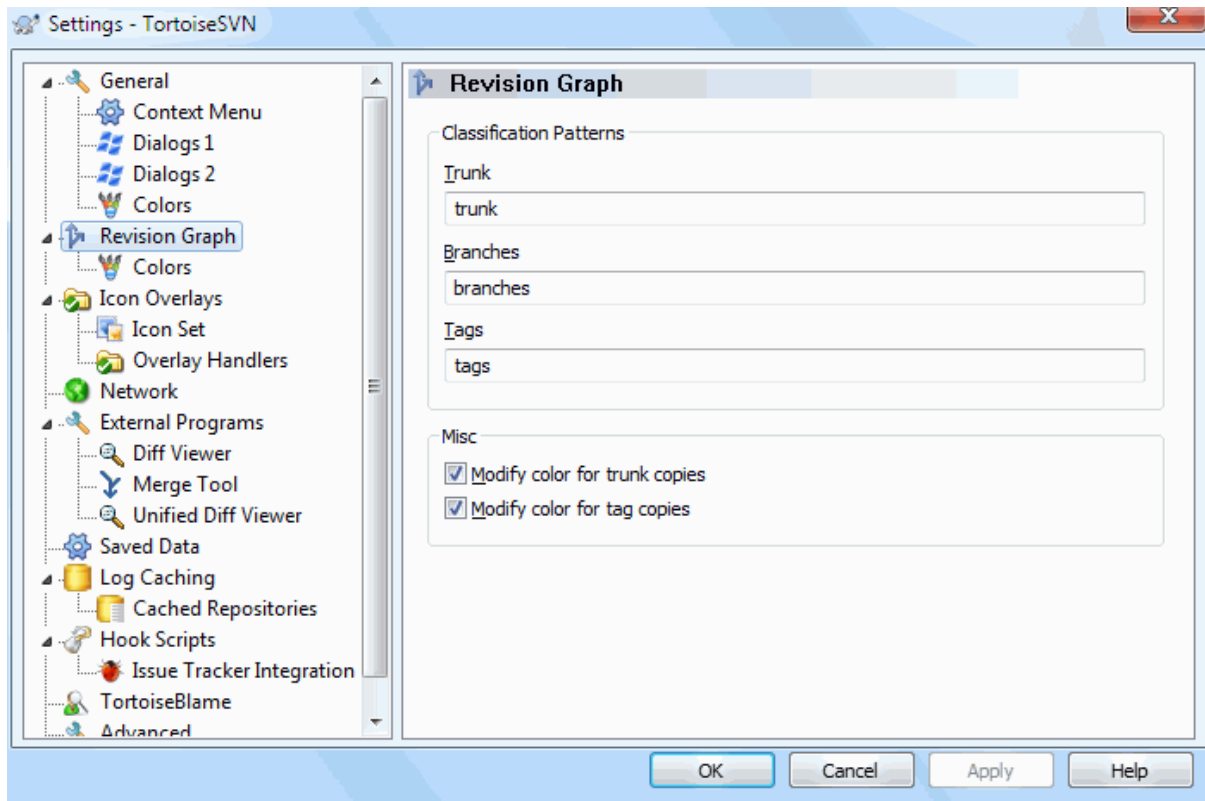 Settings - TortoiseSVN
General
Context Menu
Dialogs 1
Dialogs 2
Colors
Revision Graph
Colors
Icon Overlays
Icon Set
Overlay Handlers
Network
External Programs
Diff Viewer
Merge Tool
Unified Diff Viewer
Saved Data
Log Caching
Cached Repositories
Hook Scripts
Issue Tracker Integration
TortoiseBlame
Advanced
Revision Graph
Classification Patterns
Trunk
trunk
Branches
branches
Tags
tags
Misc
Modify color for trunk copies
Modify color for tag copies
OK
Cancel
Apply
Help